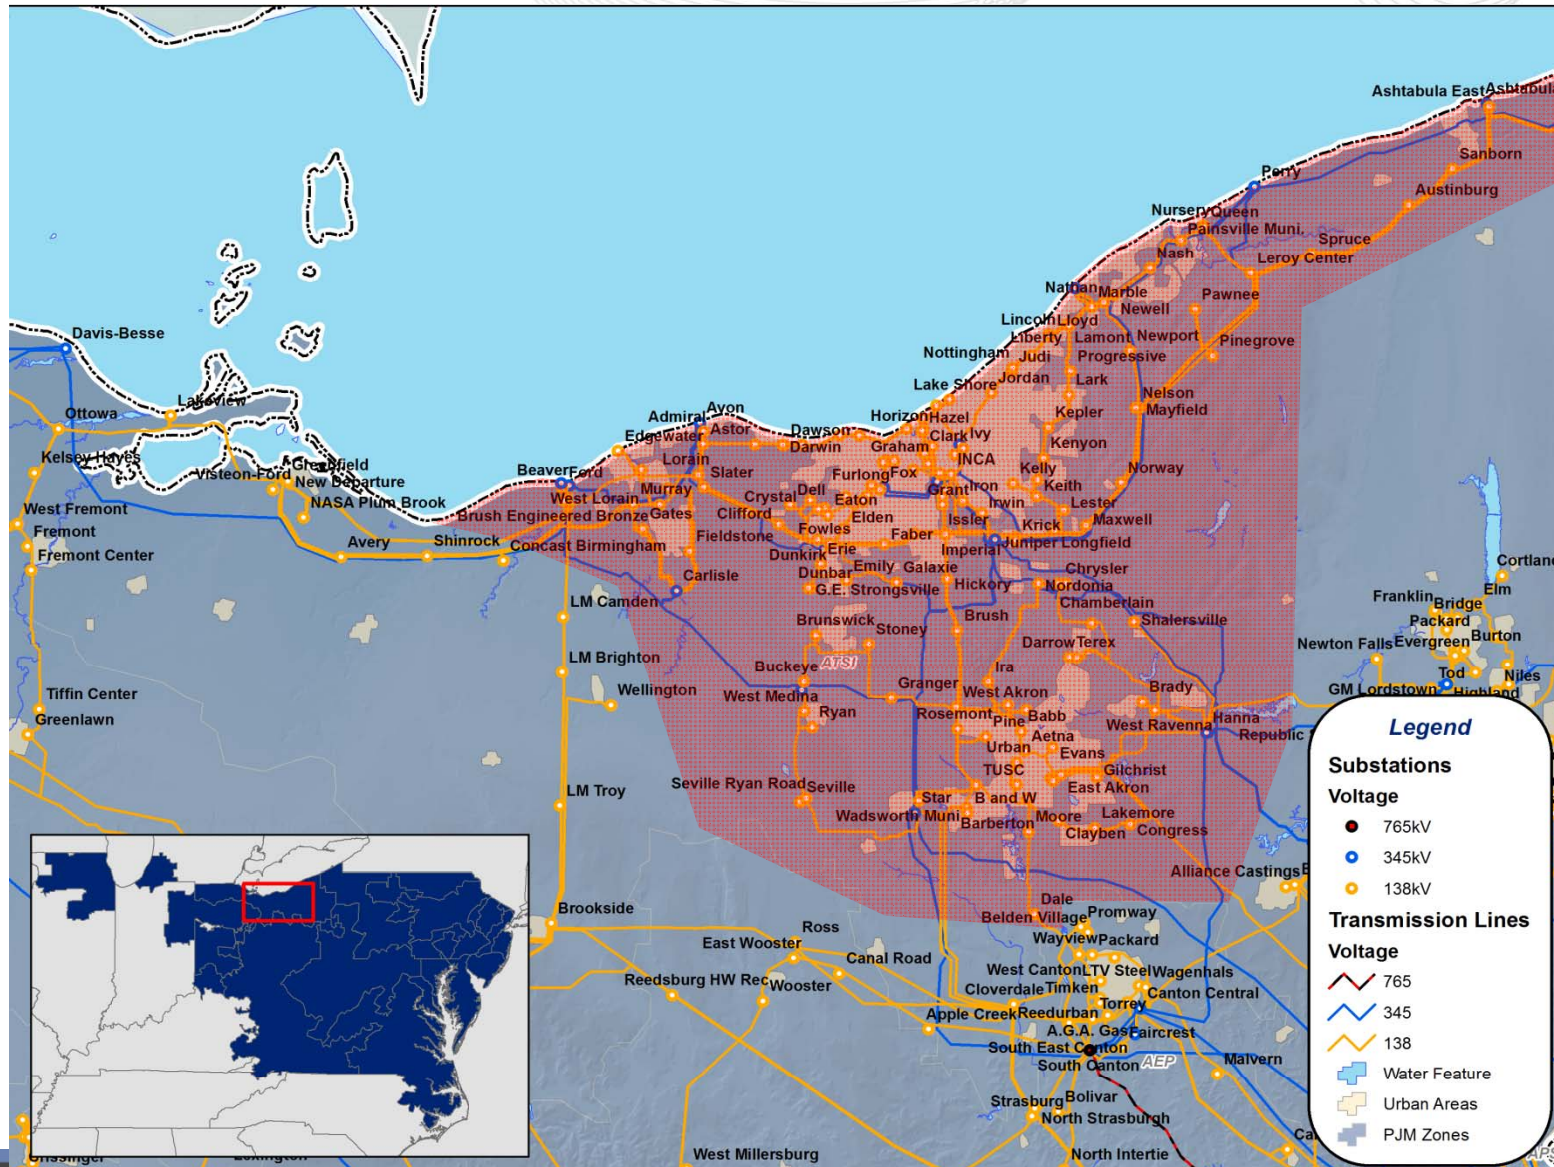 Ashtabula East
Ashtabula
Sanborn
Perry
Austinburg
Nursery
Queen
Painsville Muni.
Spruce
Nash
Leroy Center
Nathan
Marble
Pawnee
Newell
Lincoln
Lloyd
Davis-Besse
Liberty
Lamont
Newport
Pinegrove
Nottingham
Judi
Progressive
Jordan
Lark
Lake Shore
Nelson
Mayfield
Lakeview
Ottowa
Admiral
Avon
Horizon
Hazel
Kepler
Astor
Dawson
Edgewater
Darwin
Graham
Clark
Ivy
Kenyon
Kelsey Hayes
Greenfield
Lorain
INCA
Visteon-Ford
New Departure
Beaver
Ford
Slater
Furlong
Fox
Kelly
Norway
NASA Plum Brook
West Lorain
Murray
Crystal
Dell
Eaton
Grant
Iron
Keith
West Fremont
Brush Engineered Bronze
Gates
Clifford
Elden
Irwin
Lester
Fremont
Fowles
Issler
Krick
Maxwell
Avery
Shinrock
Fieldstone
Faber
Fremont Center
Concast Birmingham
Dunkirk
Erie
Imperial
Juniper Longfield
Emily
Galaxie
Chrysler
Cortland
Carlisle
Dunbar
Hickory
Nordonia
Elm
G.E. Strongsville
LM Camden
Chamberlain
Franklin
Bridge
Brush
Shalersville
Packard
Brunswick
Stoney
Darrow
Terex
Newton Falls
Evergreen
Burton
LM Brighton
ATSI
Buckeye
Ira
Tod
Niles
Wellington
Granger
West Akron
Brady
GM Lordstown
Highland
Tiffin Center
West Medina
Greenlawn
Ryan
Rosemont
Pine
Babb
West Ravenna
Hanna
Republic
Aetna
Urban
Evans
TUSC
Gilchrist
Seville Ryan Road
Seville
East Akron
LM Troy
Star
B and W
Wadsworth Muni
Barberton
Moore
Lakemore
Clayben
Congress
Alliance Castings
Dale
Brookside
Belden Village
Promway
Ross
East Wooster
Wayview
Packard
Canal Road
West Canton
LTV Steel
Wagenhals
Reedsburg HW Rec
Wooster
Cloverdale
Timken
Canton Central
Torrey
Apple Creek
Reedurban
A.G.A. Gas
Faircrest
South East Canton
South Canton
AEP
Malvern
Strasburg
Bolivar
North Strasburgh
West Millersburg
North Intertie
Legend
Substations
Voltage
765kV
345kV
138kV
Transmission Lines
Voltage
765
345
138
Water Feature
Urban Areas
PJM Zones